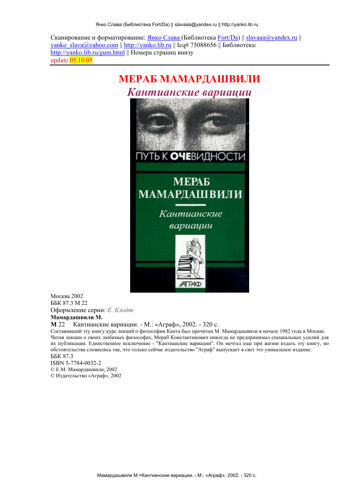 Янко Слава (Библиотека Fort/Da) || slavaaa@yandex.ru || http://yanko.lib.ru
Сканирование и форматирование: Янко Слава (Библиотека Fort/Da) || slavaaa@yandex.ru ||
yanko_slava@yahoo.com || http://yanko.lib.ru || Icq# 75088656 || Библиотека:
http://yanko.lib.ru/gum.html || Номера страниц внизу
update 05.10.05
МЕРАБ МАМАРДАШВИЛИ
Кантианские вариации
ПУТЬ К ОЧЕВИДНОСТИ
МЕРАБ
МАМАРДАШВИЛИ
Кантианские
вариации
АГРАФ
Москва 2002
ББК 87.3 М 22
Оформление серии: Е. Клодт
Мамардашвили М.
М 22 Кантианские вариации. - М.: «Аграф», 2002. - 320 с.
Составивший эту книгу курс лекций о философии Канта был прочитан М. Мамардашвили в начале 1982 года в Москве.
Читая лекции о своих любимых философах, Мераб Константинович никогда не предпринимал специальных усилий для
их публикации. Единственное исключение - "Кантианские вариации". Он мечтал еще при жизни издать эту книгу, но
обстоятельства сложились так, что только сейчас издательство "Аграф" выпускает в свет это уникальное издание.
ББК 87.3
ISBN 5-7784-0032-2
© Е.М. Мамардашвили, 2002
© Издательство «Аграф», 2002
Мамардашвили М.=Кантианские вариации. - М.: «Аграф», 2002. - 320 с.